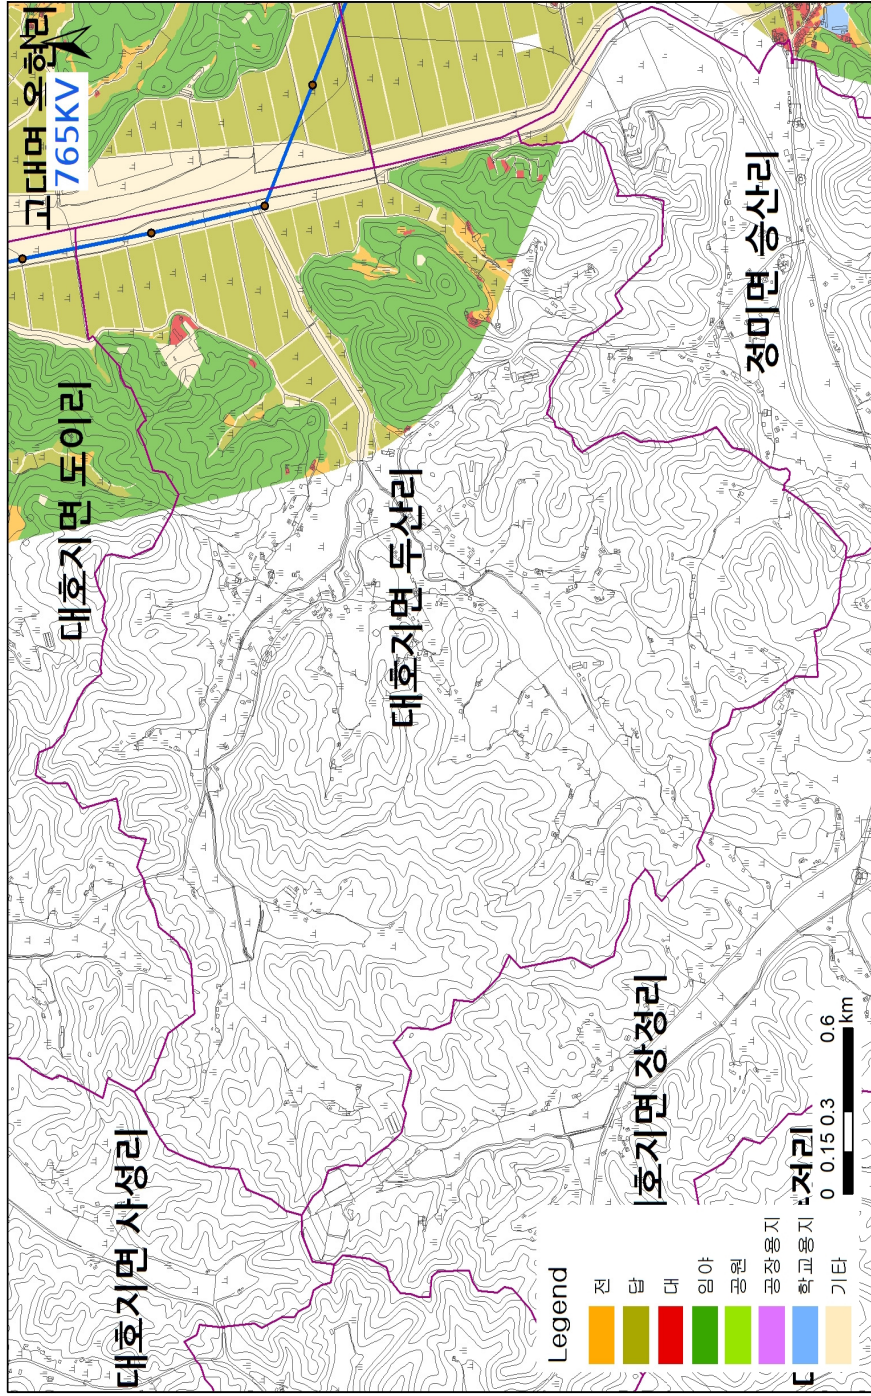 고대면 옥현리
765KV
대호지면 도이리
대호지면 두산리
정미면 승산리
대호지면 사성리
호지면 장정리
Legend
전
답
대
임야
공원
공장용지
학교용지
기타
0 0.15 0.3 0.6
km